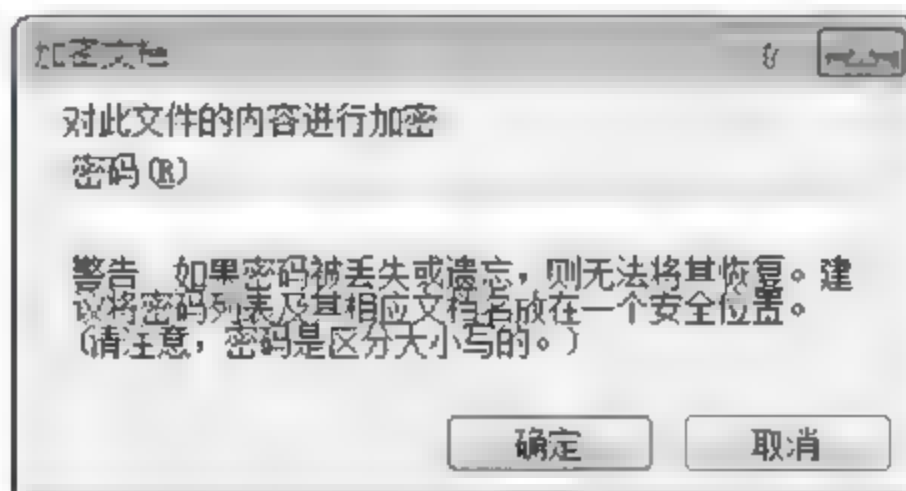 加密文档
对此文件的内容进行加密
密码(R)
警告 如果密码被丢失或遗忘，则无法将其恢复。建
议将密码列表及其相应文档名放在一个安全位置。
(请注意，密码是区分大小写的。)
确定 取消